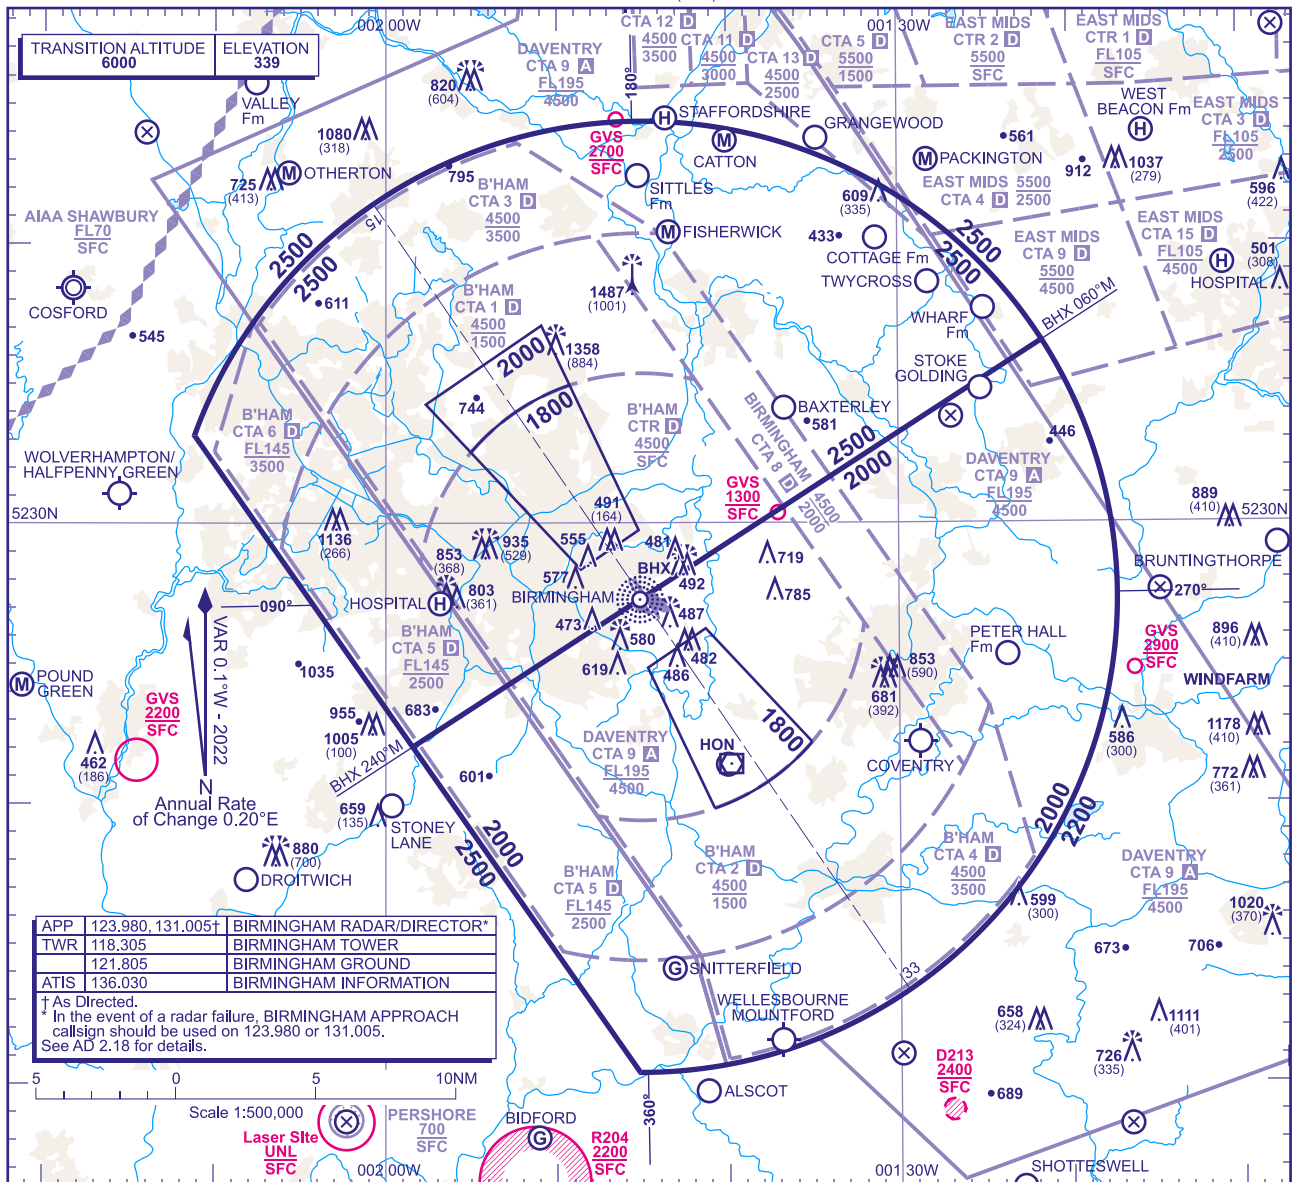 TRANSITION ALTITUDE
6000
ELEVATION
339
002 00W
001 30W
180°
CTA 12 D
4500
3500
CTA 11 D
4500
3000
CTA 13 D
4500
2500
CTA 5 D
5500
1500
EAST MIDS
CTR 2 D
5500
SFC
EAST MIDS
CTR 1 D
FL105
SFC
DAVENTRY
CTA 9 A
FL195
4500
VALLEY
Fm
820
(604)
1080
(318)
725
(413)
OTHERTON
795
GVS
2700
SFC
STAFFORDSHIRE
CATTON
GRANGEWOOD
SITTLES
Fm
FISHERWICK
609
(335)
433
COTTAGE Fm
TWYCROSS
WHARF
Fm
STOKE
GOLDING
PACKINGTON
561
912
WEST
BEACON Fm
1037
(279)
EAST MIDS
CTA 3 D
FL105
2500
596
(422)
EAST MIDS
CTA 4 D
5500
2500
EAST MIDS
CTA 9 D
5500
4500
EAST MIDS
CTA 15 D
FL105
4500
501
(308)
HOSPITAL
AIAA SHAWBURY
FL70
SFC
COSFORD
545
2500
2500
611
15
B'HAM
CTA 3 D
4500
3500
B'HAM
CTA 1 D
4500
1500
1487
(1001)
2500
2500
BHX 060°M
2000
1358
(884)
744
1800
B'HAM
CTR D
4500
SFC
BAXTERLEY
581
BIRMINGHAM
CTA 8 D
4500
2000
2500
2000
446
DAVENTRY
CTA 9 A
FL195
4500
B'HAM
CTA 6 D
FL145
3500
WOLVERHAMPTON/
HALFPENNY GREEN
5230N
5230N
GVS
1300
SFC
889
(410)
BRUNTINGTHORPE
1136
(266)
853
(368)
935
(529)
491
(164)
555
577
481
BHX
492
719
785
803
(361)
HOSPITAL
BIRMINGHAM
473
487
580
619
482
486
090°
270°
VAR 0.1°W - 2022
N
Annual Rate
of Change 0.20°E
B'HAM
CTA 5 D
FL145
2500
1035
683
POUND
GREEN
GVS
2200
SFC
462
(186)
955
1005
(100)
BHX 240°M
PETER HALL
Fm
853
(590)
681
(392)
COVENTRY
GVS
2900
SFC
896
(410)
WINDFARM
586
(300)
1178
(410)
772
(361)
1800
HON
DAVENTRY
CTA 9 A
FL195
4500
601
659
(135)
STONEY
LANE
880
(700)
DROITWICH
2000
2500
2000
2200
B'HAM
CTA 5 D
FL145
2500
B'HAM
CTA 2 D
4500
1500
B'HAM
CTA 4 D
4500
3500
DAVENTRY
CTA 9 A
FL195
4500
599
(300)
1020
(370)
673
706
33
APP 123.980, 131.005† BIRMINGHAM RADAR/DIRECTOR*
TWR 118.305 BIRMINGHAM TOWER
121.805 BIRMINGHAM GROUND
ATIS 136.030 BIRMINGHAM INFORMATION
† As Directed.
* In the event of a radar failure, BIRMINGHAM APPROACH
callsign should be used on 123.980 or 131.005.
See AD 2.18 for details.
SNITTERFIELD
WELLESBOURNE
MOUNTFORD
658
(324)
1111
(401)
726
(335)
D213
2400
SFC
689
ALSCOT
360°
5 0 5 10NM
Scale 1:500,000
Laser Site
UNL
SFC
PERSHORE
700
SFC
BIDFORD
R204
2200
SFC
SHOTTESWELL
002 00W
001 30W